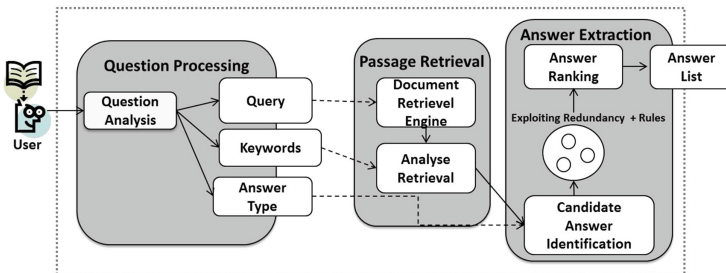 User
Question Processing
Question
Analysis
Query
Keywords
Answer
Type
Passage Retrieval
Document
Retrievel
Engine
Analyse
Retrieval
Answer Extraction
Answer
Ranking
Answer
List
Exploiting Redundancy + Rules
Candidate
Answer
Identification